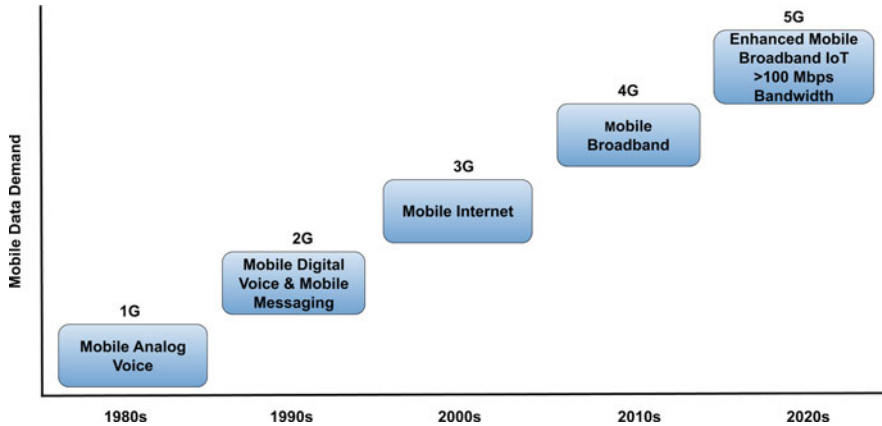 5G
Enhanced Mobile
Broadband IoT
>100 Mbps
Bandwidth
4G
Mobile
Broadband
3G
Mobile Internet
2G
Mobile Digital
Voice & Mobile
Messaging
1G
Mobile Analog
Voice
Mobile Data Demand
1980s
1990s
2000s
2010s
2020s